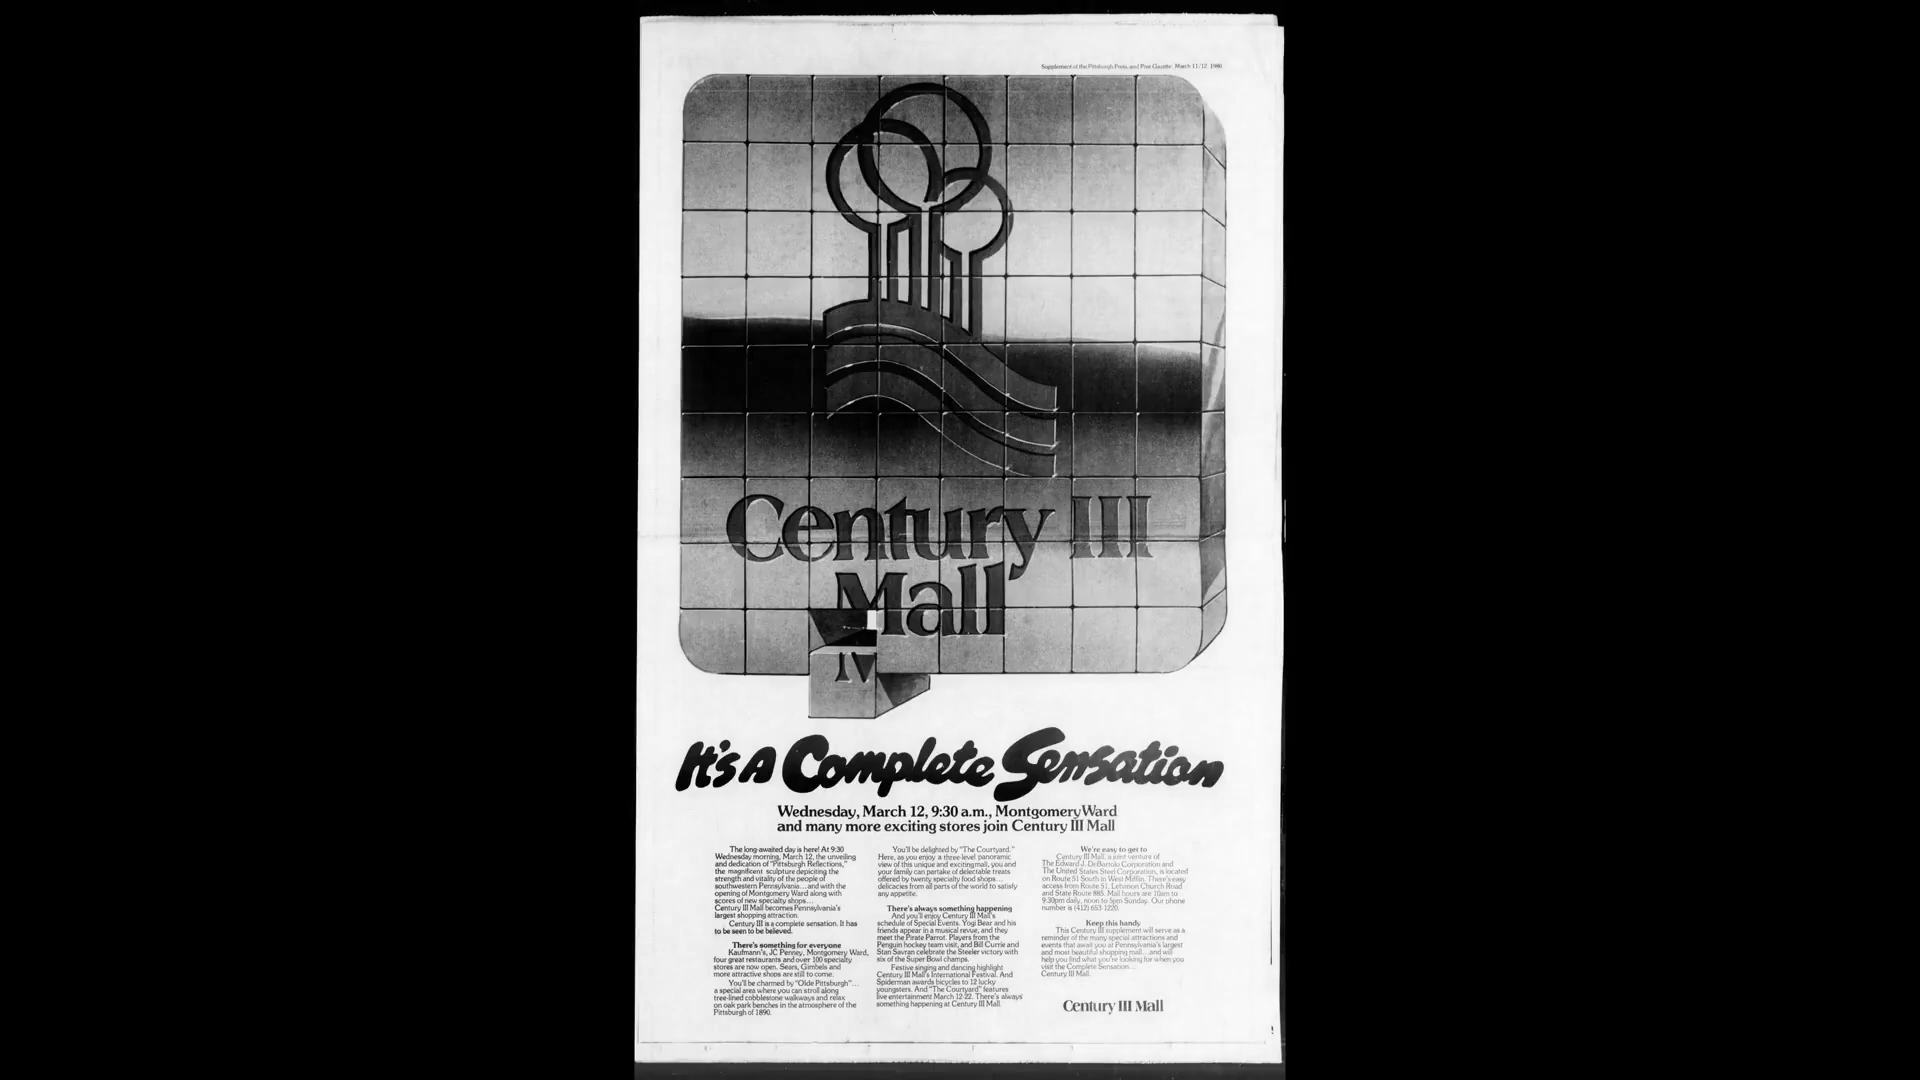 Supplement of the Pittsburgh Press and Post Gazette, March 11/12, 1980
Century III
Mall
It's A Complete Sensation
Wednesday, March 12, 9:30 a.m., Montgomery Ward
and many more exciting stores join Century III Mall
The long-awaited day is here! At 9:30
Wednesday morning, March 12, the unveiling
and dedication of "Pittsburgh Reflections,"
the magnificent sculpture depicting the
strength and vitality of the people of
southwestern Pennsylvania...and with the
opening of Montgomery Ward along with
scores of new specialty shops...
Century III Mall becomes Pennsylvania's
largest shopping attraction.
Century III is a complete sensation. It has
to be seen to be believed.
There's something for everyone
Kaufmann's, JC Penney, Montgomery Ward,
four great restaurants and over 100 specialty
stores are now open. Sears, Gimbels and
more attractive shops are still to come.
You'll be charmed by "Olde Pittsburgh"...
a special area where you can stroll along
tree-lined cobblestone walkways and relax
on oak park benches in the atmosphere of the
Pittsburgh of 1890.
You'll be delighted by "The Courtyard."
Here, as you enjoy a three-level panoramic
view of this unique and exciting mall, you and
your family can partake of delectable treats
offered by twenty specialty food shops...
delicacies from all parts of the world to satisfy
any appetite.
There's always something happening
And you'll enjoy Century III Mall's
schedule of Special Events. Yogi Bear and his
friends appear in a musical revue, and they
meet the Pirate Parrot. Players from the
Penguin hockey team visit, and Bill Currie and
Stan Savran celebrate the Steeler victory with
six of the Super Bowl champs.
Festive singing and dancing highlight
Century III Mall's International Festival. And
Spiderman awards bicycles to 12 lucky
youngsters. And "The Courtyard" features
live entertainment March 12-22. There's always
something happening at Century III Mall.
We're easy to get to
Century III Mall, a joint venture of
The Edward J. DeBartolo Corporation and
The United States Steel Corporation, is located
on Route 51 South in West Mifflin. There's easy
access from Route 51, Lebanon Church Road
and State Route 885. Mall hours are 10am to
9:30pm daily, noon to 5pm Sunday. Our phone
number is (412) 653-1220.
Keep this handy
This Century III supplement will serve as a
reminder of the many special attractions and
events that await you at Pennsylvania's largest
and most beautiful shopping mall...and will
help you find what you're looking for when you
visit the Complete Sensation...
Century III Mall.
Century III Mall